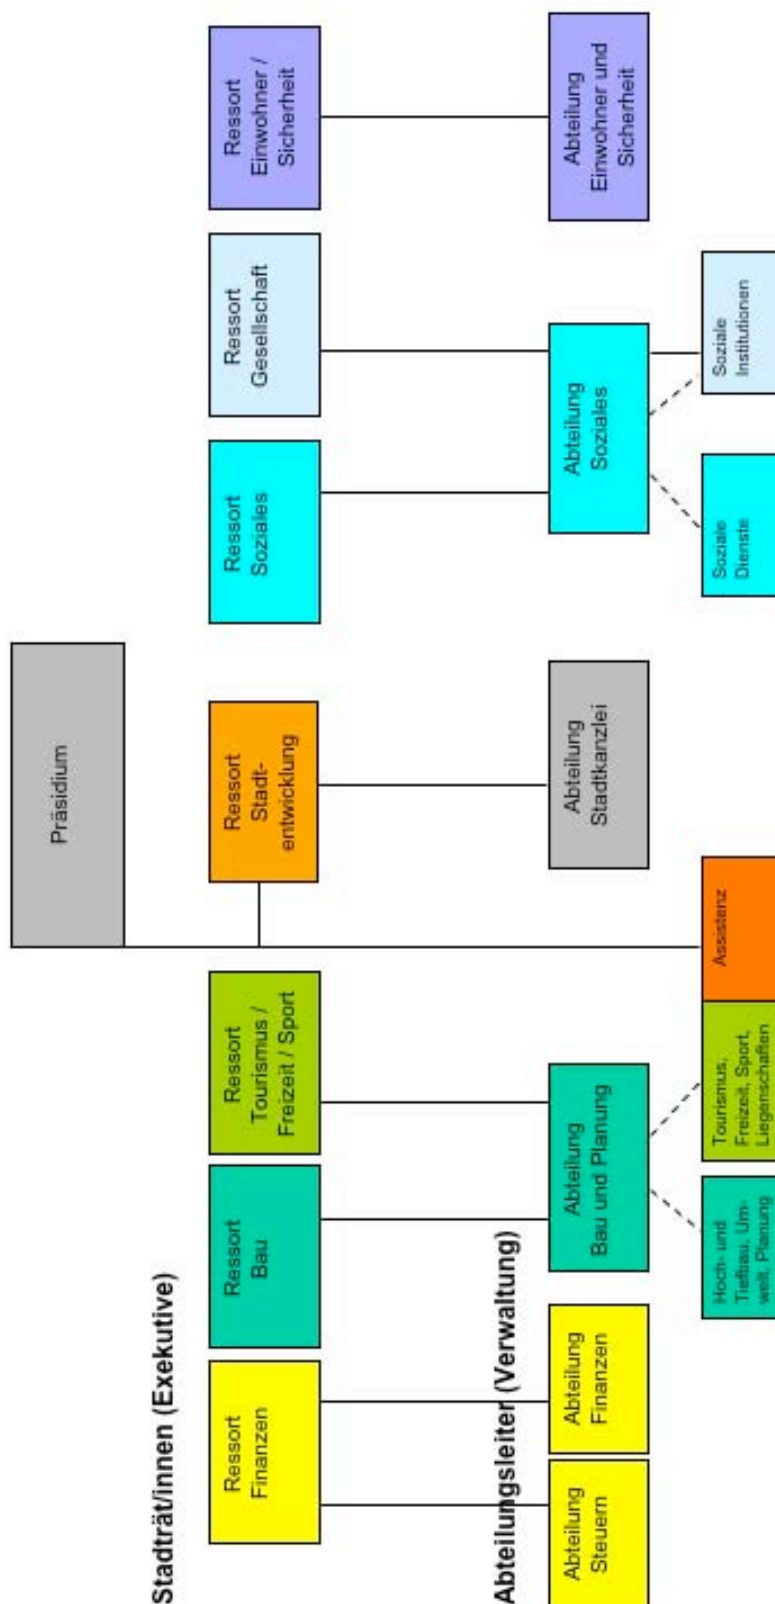 Präsidium
Stadträt/innen (Exekutive)
Ressort
Finanzen
Ressort
Bau
Ressort
Tourismus /
Freizeit / Sport
Ressort
Stadt-
entwicklung
Ressort
Soziales
Ressort
Gesellschaft
Ressort
Einwohner /
Sicherheit
Abteilungsleiter (Verwaltung)
Abteilung
Steuern
Abteilung
Finanzen
Abteilung
Bau und Planung
Abteilung
Stadtkanzlei
Abteilung
Soziales
Abteilung
Einwohner und
Sicherheit
Hoch- und
Tiefbau, Um-
welt, Planung
Tourismus,
Freizeit, Sport,
Liegenschaften
Assistenz
Soziale
Dienste
Soziale
Institutionen